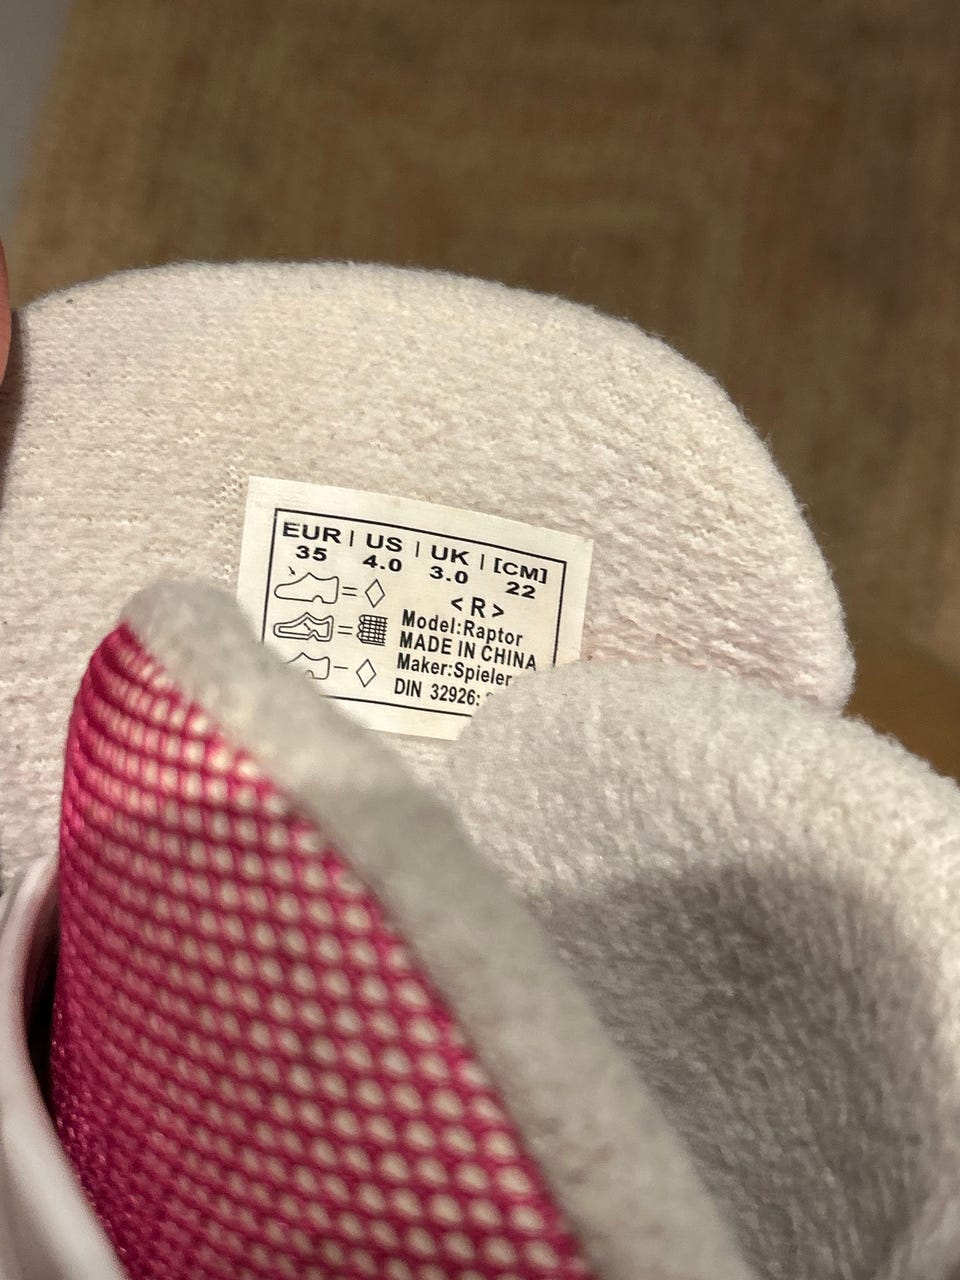 EUR | US | UK | [CM]
35 4.0 3.0 22
<R>
Model:Raptor
MADE IN CHINA
Maker:Spieler
DIN 32926: